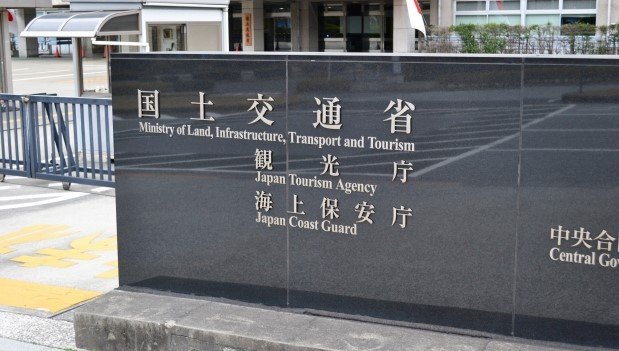 国土交通省
Ministry of Land, Infrastructure, Transport and Tourism
観光庁
Japan Tourism Agency
海上保安庁
Japan Coast Guard
中央合
Central